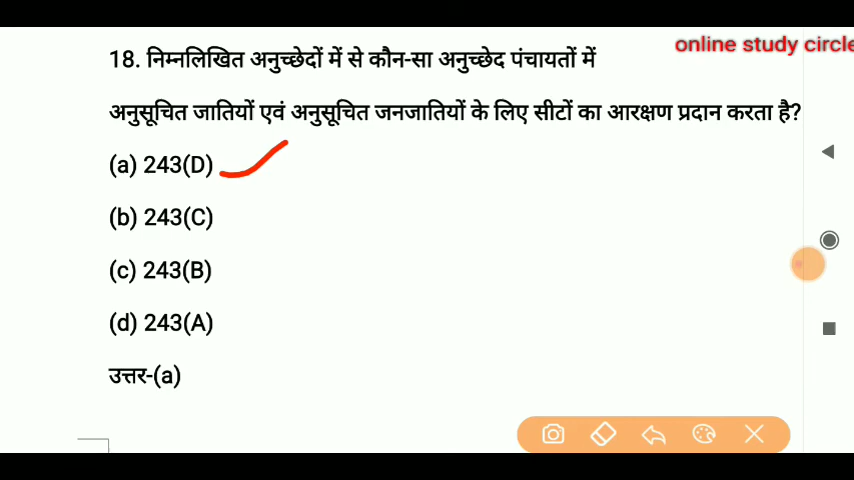 online study circle
18. निम्नलिखित अनुच्छेदों में से कौन-सा अनुच्छेद पंचायतों में
अनुसूचित जातियों एवं अनुसूचित जनजातियों के लिए सीटों का आरक्षण प्रदान करता है?
(a) 243(D)
(b) 243(C)
(c) 243(B)
(d) 243(A)
उत्तर-(a)